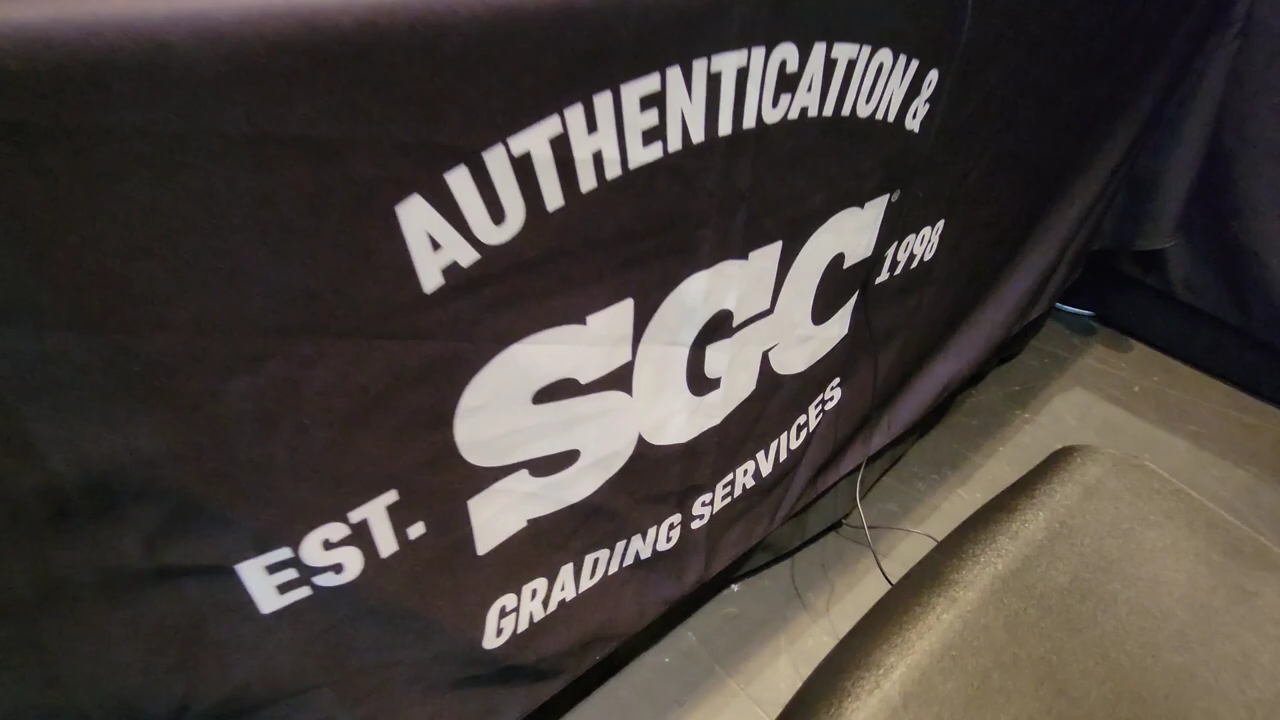 AUTHENTICATION &
SGC®
EST. 1998
GRADING SERVICES